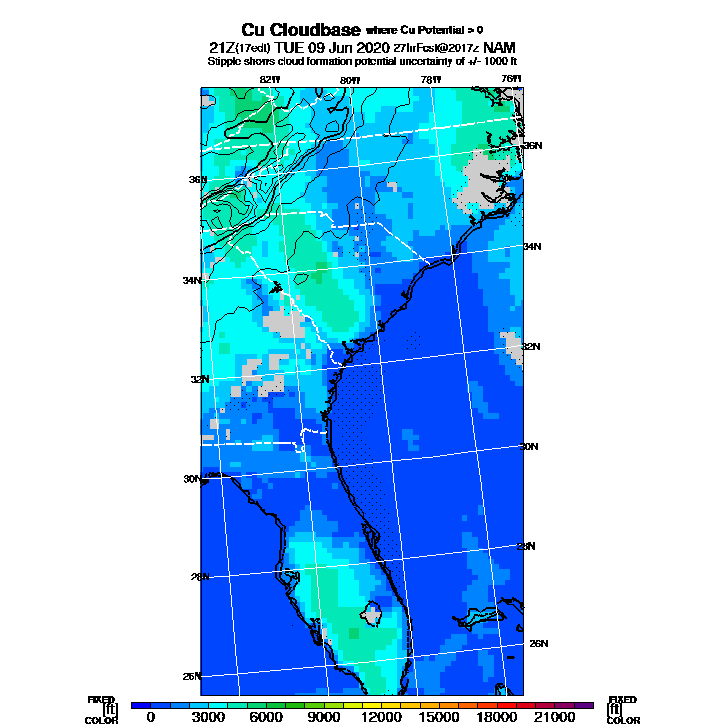 Cu Cloudbase where Cu Potential > 0
21Z(17edt) TUE 09 Jun 2020 27hrFcst@2017z NAM
Stipple shows cloud formation potential uncertainty of +/- 1000 ft
82W 80W 78W 76W
36N
36N
34N
34N
32N
32N
30N
30N
28N
28N
26N
26N
FIXED FIXED
[ft] [ft]
COLOR COLOR
0 3000 6000 9000 12000 15000 18000 21000